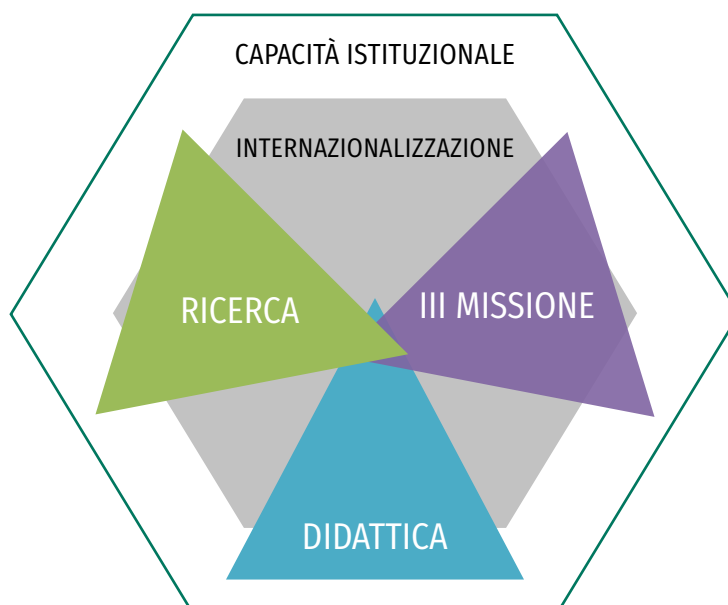 CAPACITÀ ISTITUZIONALE
INTERNAZIONALIZZAZIONE
RICERCA
III MISSIONE
DIDATTICA